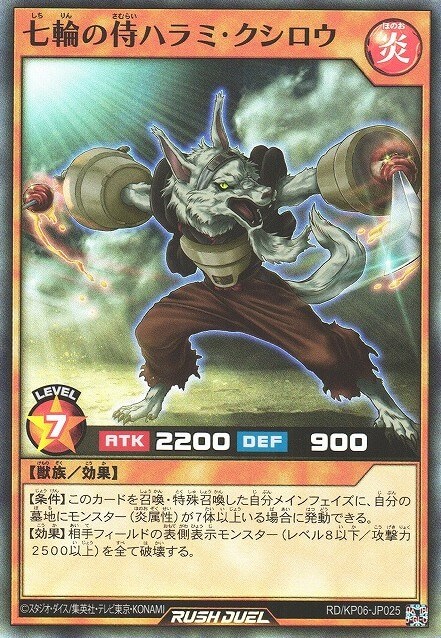 七輪の侍ハラミ・クシロウ
炎
LEVEL
7
ATK 2200 DEF 900
【獣族／効果】
【条件】このカードを召喚・特殊召喚した自分メインフェイズに、自分の
墓地にモンスター(炎属性)が7体以上いる場合に発動できる。
【効果】相手フィールドの表側表示モンスター(レベル8以下／攻撃力
2500以上)を全て破壊する。
©スタジオ・ダイス/集英社・テレビ東京・KONAMI
RUSH DUEL
RD/KP06-JP025